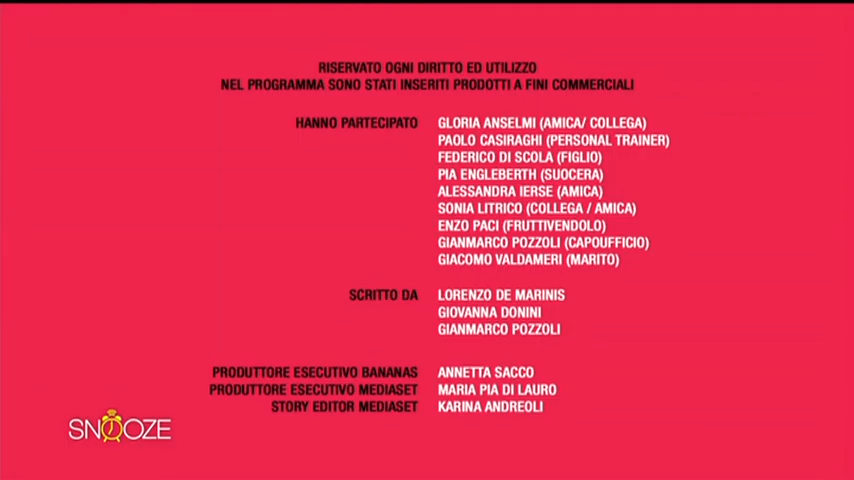 RISERVATO OGNI DIRITTO ED UTILIZZO
NEL PROGRAMMA SONO STATI INSERITI PRODOTTI A FINI COMMERCIALI
HANNO PARTECIPATO GLORIA ANSELMI (AMICA/ COLLEGA)
PAOLO CASIRAGHI (PERSONAL TRAINER)
FEDERICO DI SCOLA (FIGLIO)
PIA ENGLEBERTH (SUOCERA)
ALESSANDRA IERSE (AMICA)
SONIA LITRICO (COLLEGA / AMICA)
ENZO PACI (FRUTTIVENDOLO)
GIANMARCO POZZOLI (CAPOUFFICIO)
GIACOMO VALDAMERI (MARITO)
SCRITTO DA LORENZO DE MARINIS
GIOVANNA DONINI
GIANMARCO POZZOLI
PRODUTTORE ESECUTIVO BANANAS ANNETTA SACCO
PRODUTTORE ESECUTIVO MEDIASET MARIA PIA DI LAURO
STORY EDITOR MEDIASET KARINA ANDREOLI
SNOOZE